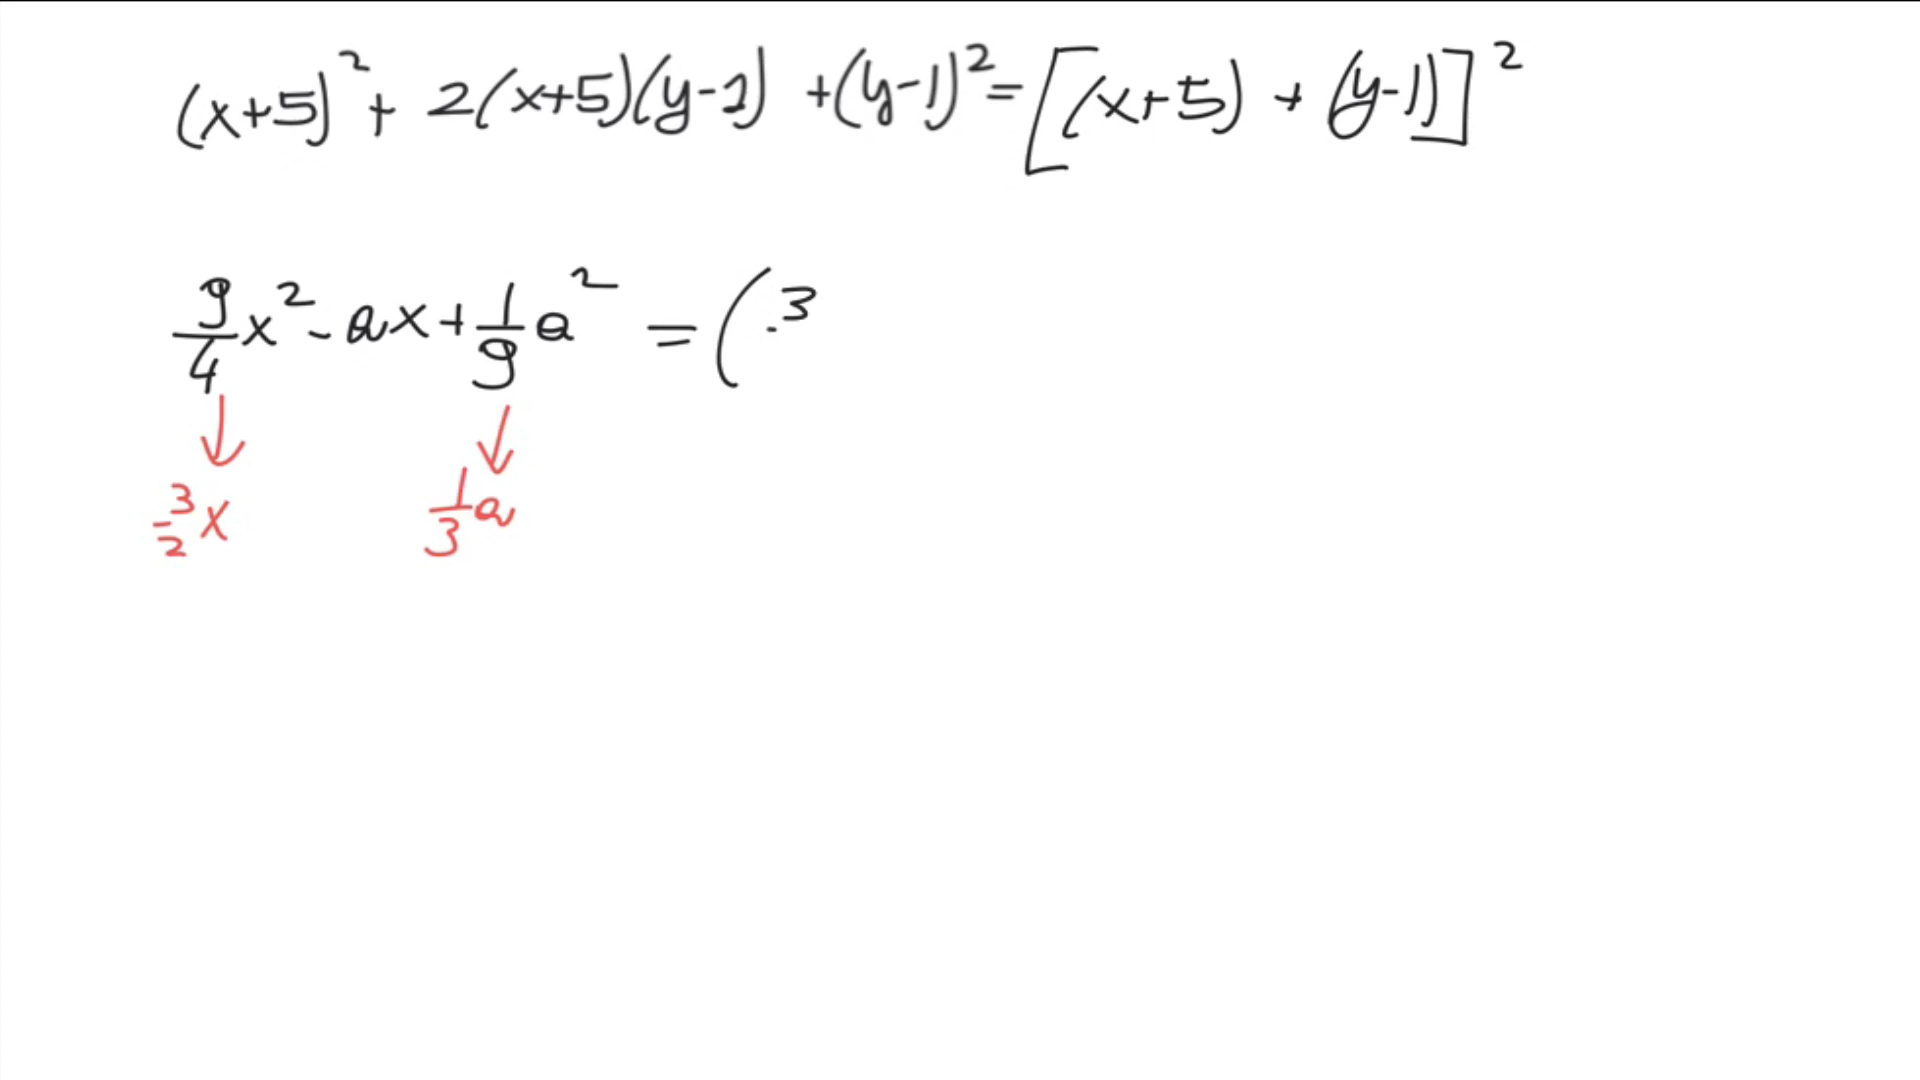 (x+5)² + 2(x+5)(y-1) + (y-1)² = [(x+5) + (y-1)]²
9/4 x² - ax + 1/9 a² = ( 3
3/2 x 1/3 a